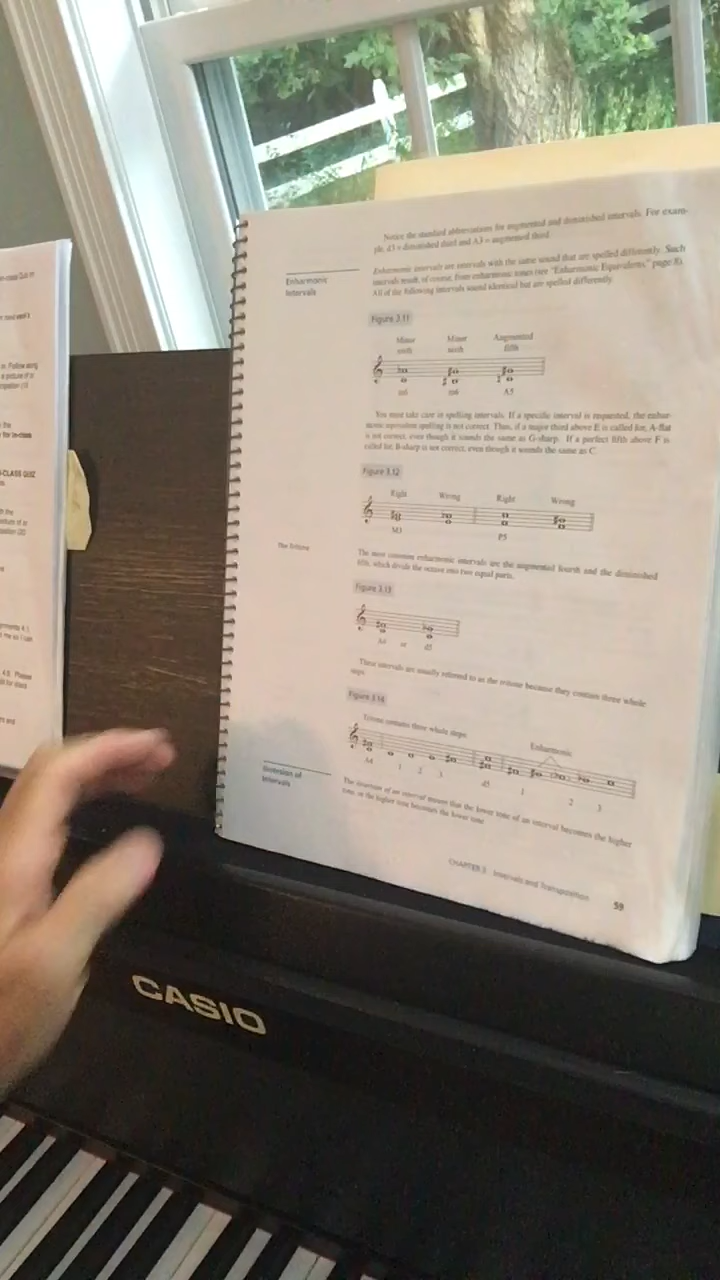 Notice the standard abbreviations for augmented and diminished intervals. For exam-
ple, d3 = diminished third and A3 = augmented third.
Enharmonic
Intervals
Enharmonic intervals are intervals with the same sound that are spelled differently. Such
intervals result, of course, from enharmonic tones (see "Enharmonic Equivalents," page 8).
All of the following intervals sound identical but are spelled differently.
Figure 3.11
Minor sixth
Minor sixth
Augmented fifth
m6 m6 A5
You must take care in spelling intervals. If a specific interval is requested, the enhar-
monic equivalent spelling is not correct. Thus, if a major third above E is called for, A-flat
is not correct, even though it sounds the same as G-sharp. If a perfect fifth above F is
called for, B-sharp is not correct, even though it sounds the same as C.
Figure 3.12
Right Wrong Right Wrong
M3 P5
The Tritone
The most common enharmonic intervals are the augmented fourth and the diminished
fifth, which divide the octave into two equal parts.
Figure 3.13
A4 or d5
These intervals are usually referred to as the tritone because they contain three whole
steps.
Figure 3.14
Tritone contains three whole steps
Enharmonic
A4 1 2 3 d5 1 2 3
Inversion of
Intervals
The inversion of an interval means that the lower tone of an interval becomes the higher
tone, or the higher tone becomes the lower tone.
CHAPTER 3 Intervals and Transposition 59
CASIO